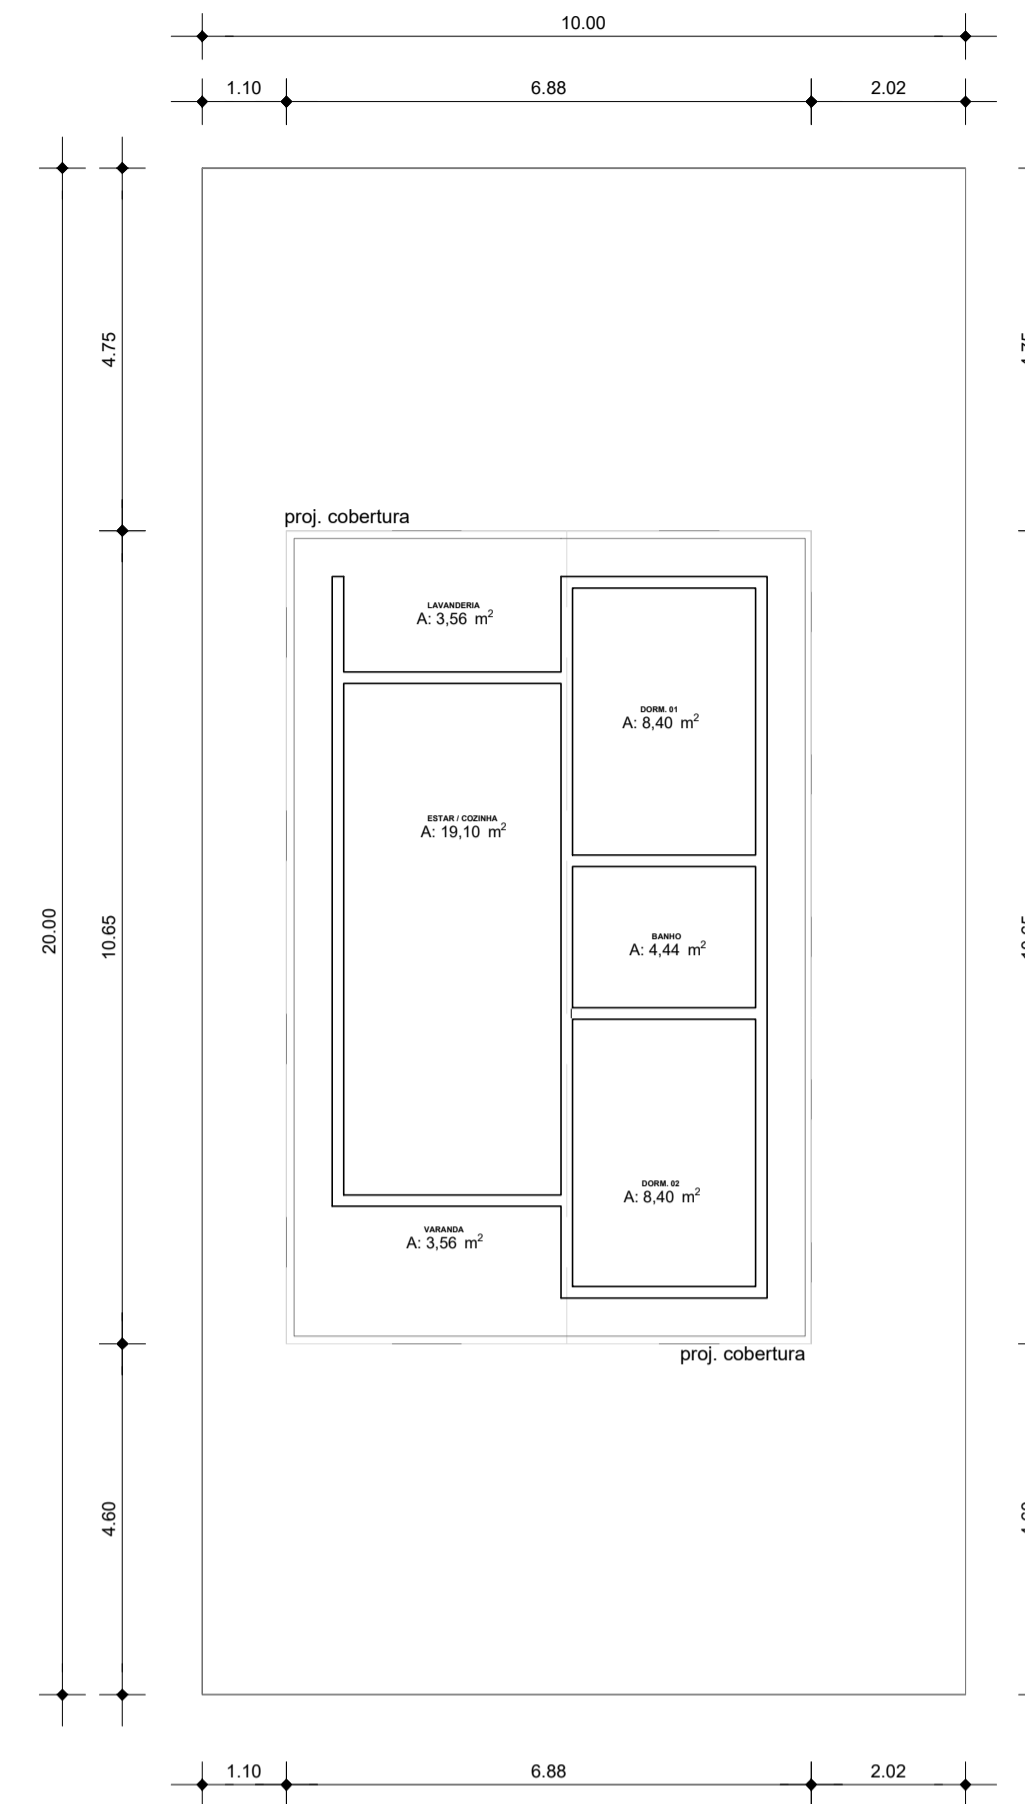 10.00
1.10 6.88 2.02
4.75
proj. cobertura
LAVANDERIA
A: 3,56 m²
DORM. 01
A: 8,40 m²
ESTAR / COZINHA
A: 19,10 m²
20.00
10.65
BANHO
A: 4,44 m²
DORM. 02
A: 8,40 m²
VARANDA
A: 3,56 m²
proj. cobertura
4.60
1.10 6.88 2.02